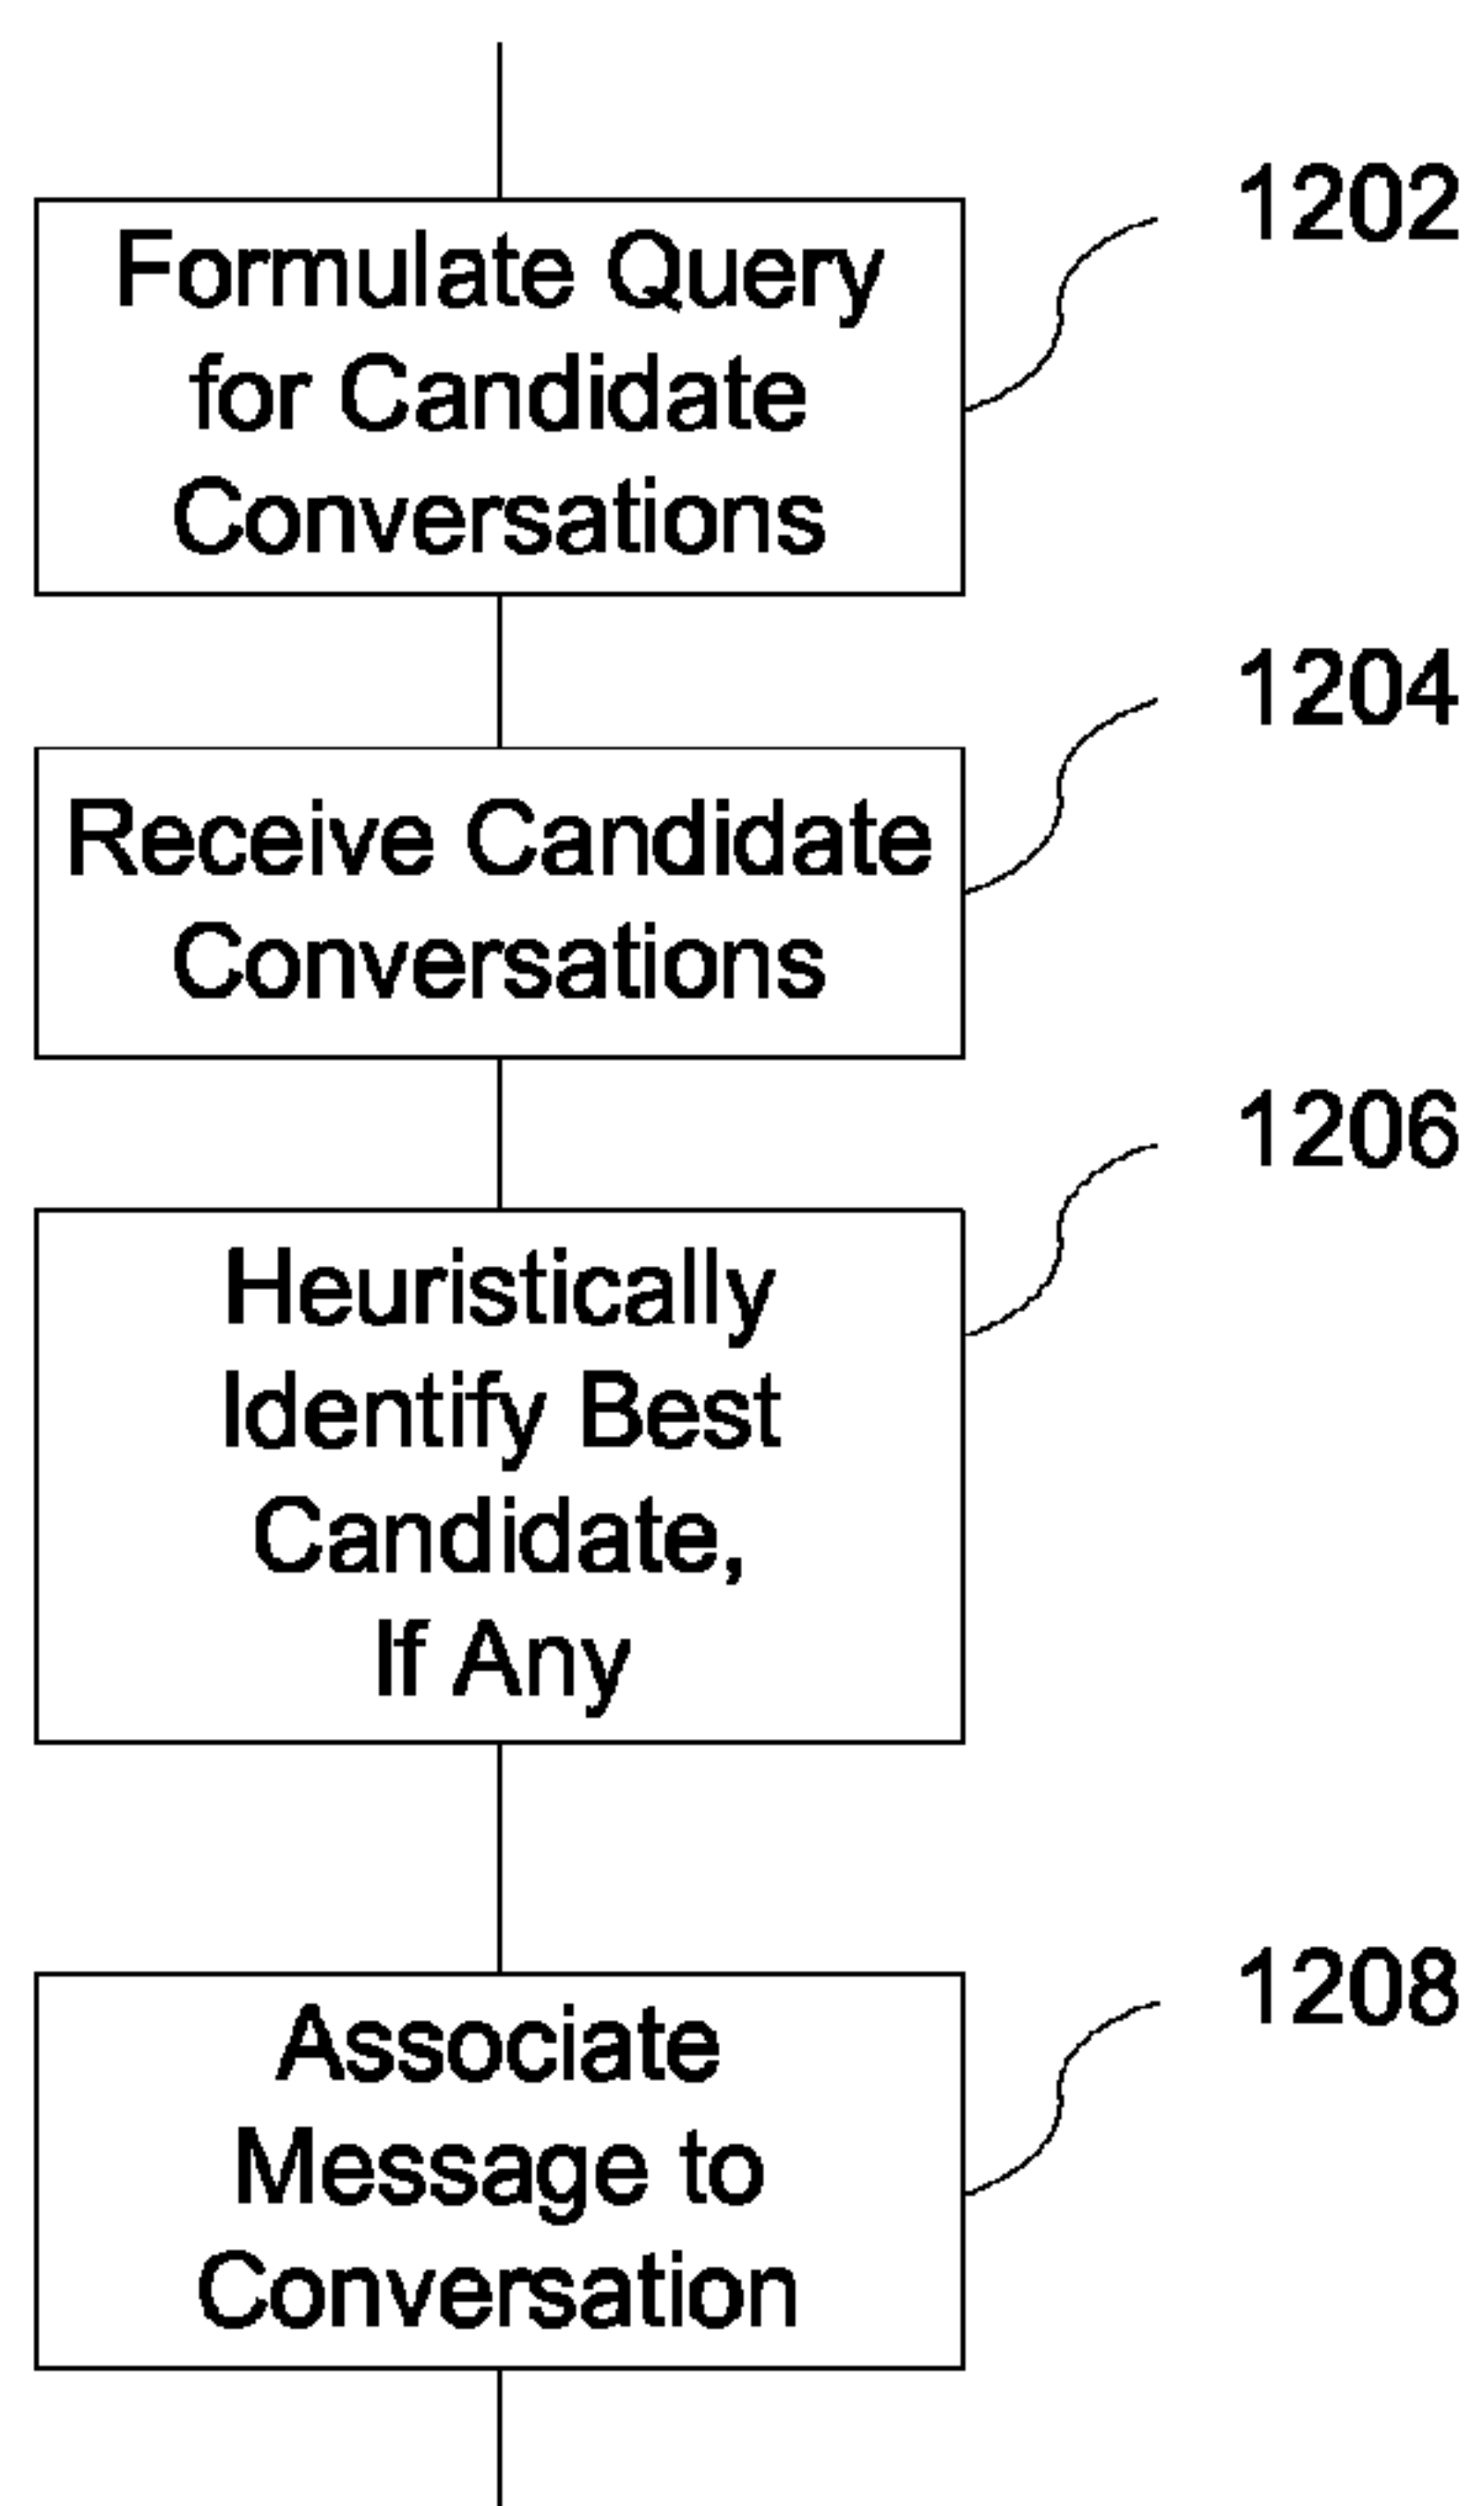 1202
Formulate Query
for Candidate
Conversations
1204
Receive Candidate
Conversations
1206
Heuristically
Identify Best
Candidate,
If Any
1208
Associate
Message to
Conversation